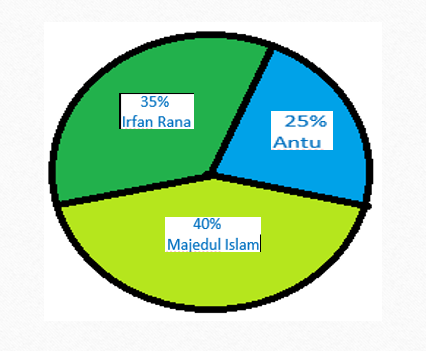 35%
Irfan Rana
25%
Antu
40%
Majedul Islam